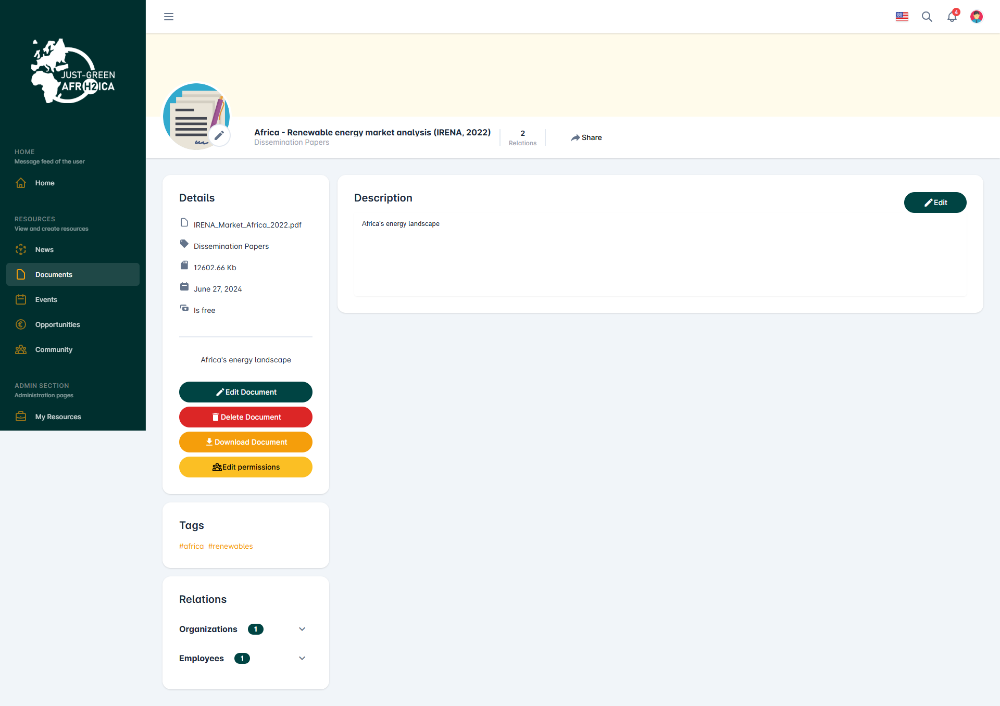 JUST-GREEN
AFRH2ICA
HOME
Message feed of the user
Home
RESOURCES
View and create resources
News
Documents
Events
Opportunities
Community
ADMIN SECTION
Administration pages
My Resources
4
Africa - Renewable energy market analysis (IRENA, 2022)
Dissemination Papers
2
Relations
Share
Details
IRENA_Market_Africa_2022.pdf
Dissemination Papers
12602.66 Kb
June 27, 2024
Is free
Africa's energy landscape
Edit Document
Delete Document
Download Document
Edit permissions
Tags
#africa #renewables
Relations
Organizations 1
Employees 1
Description
Edit
Africa's energy landscape